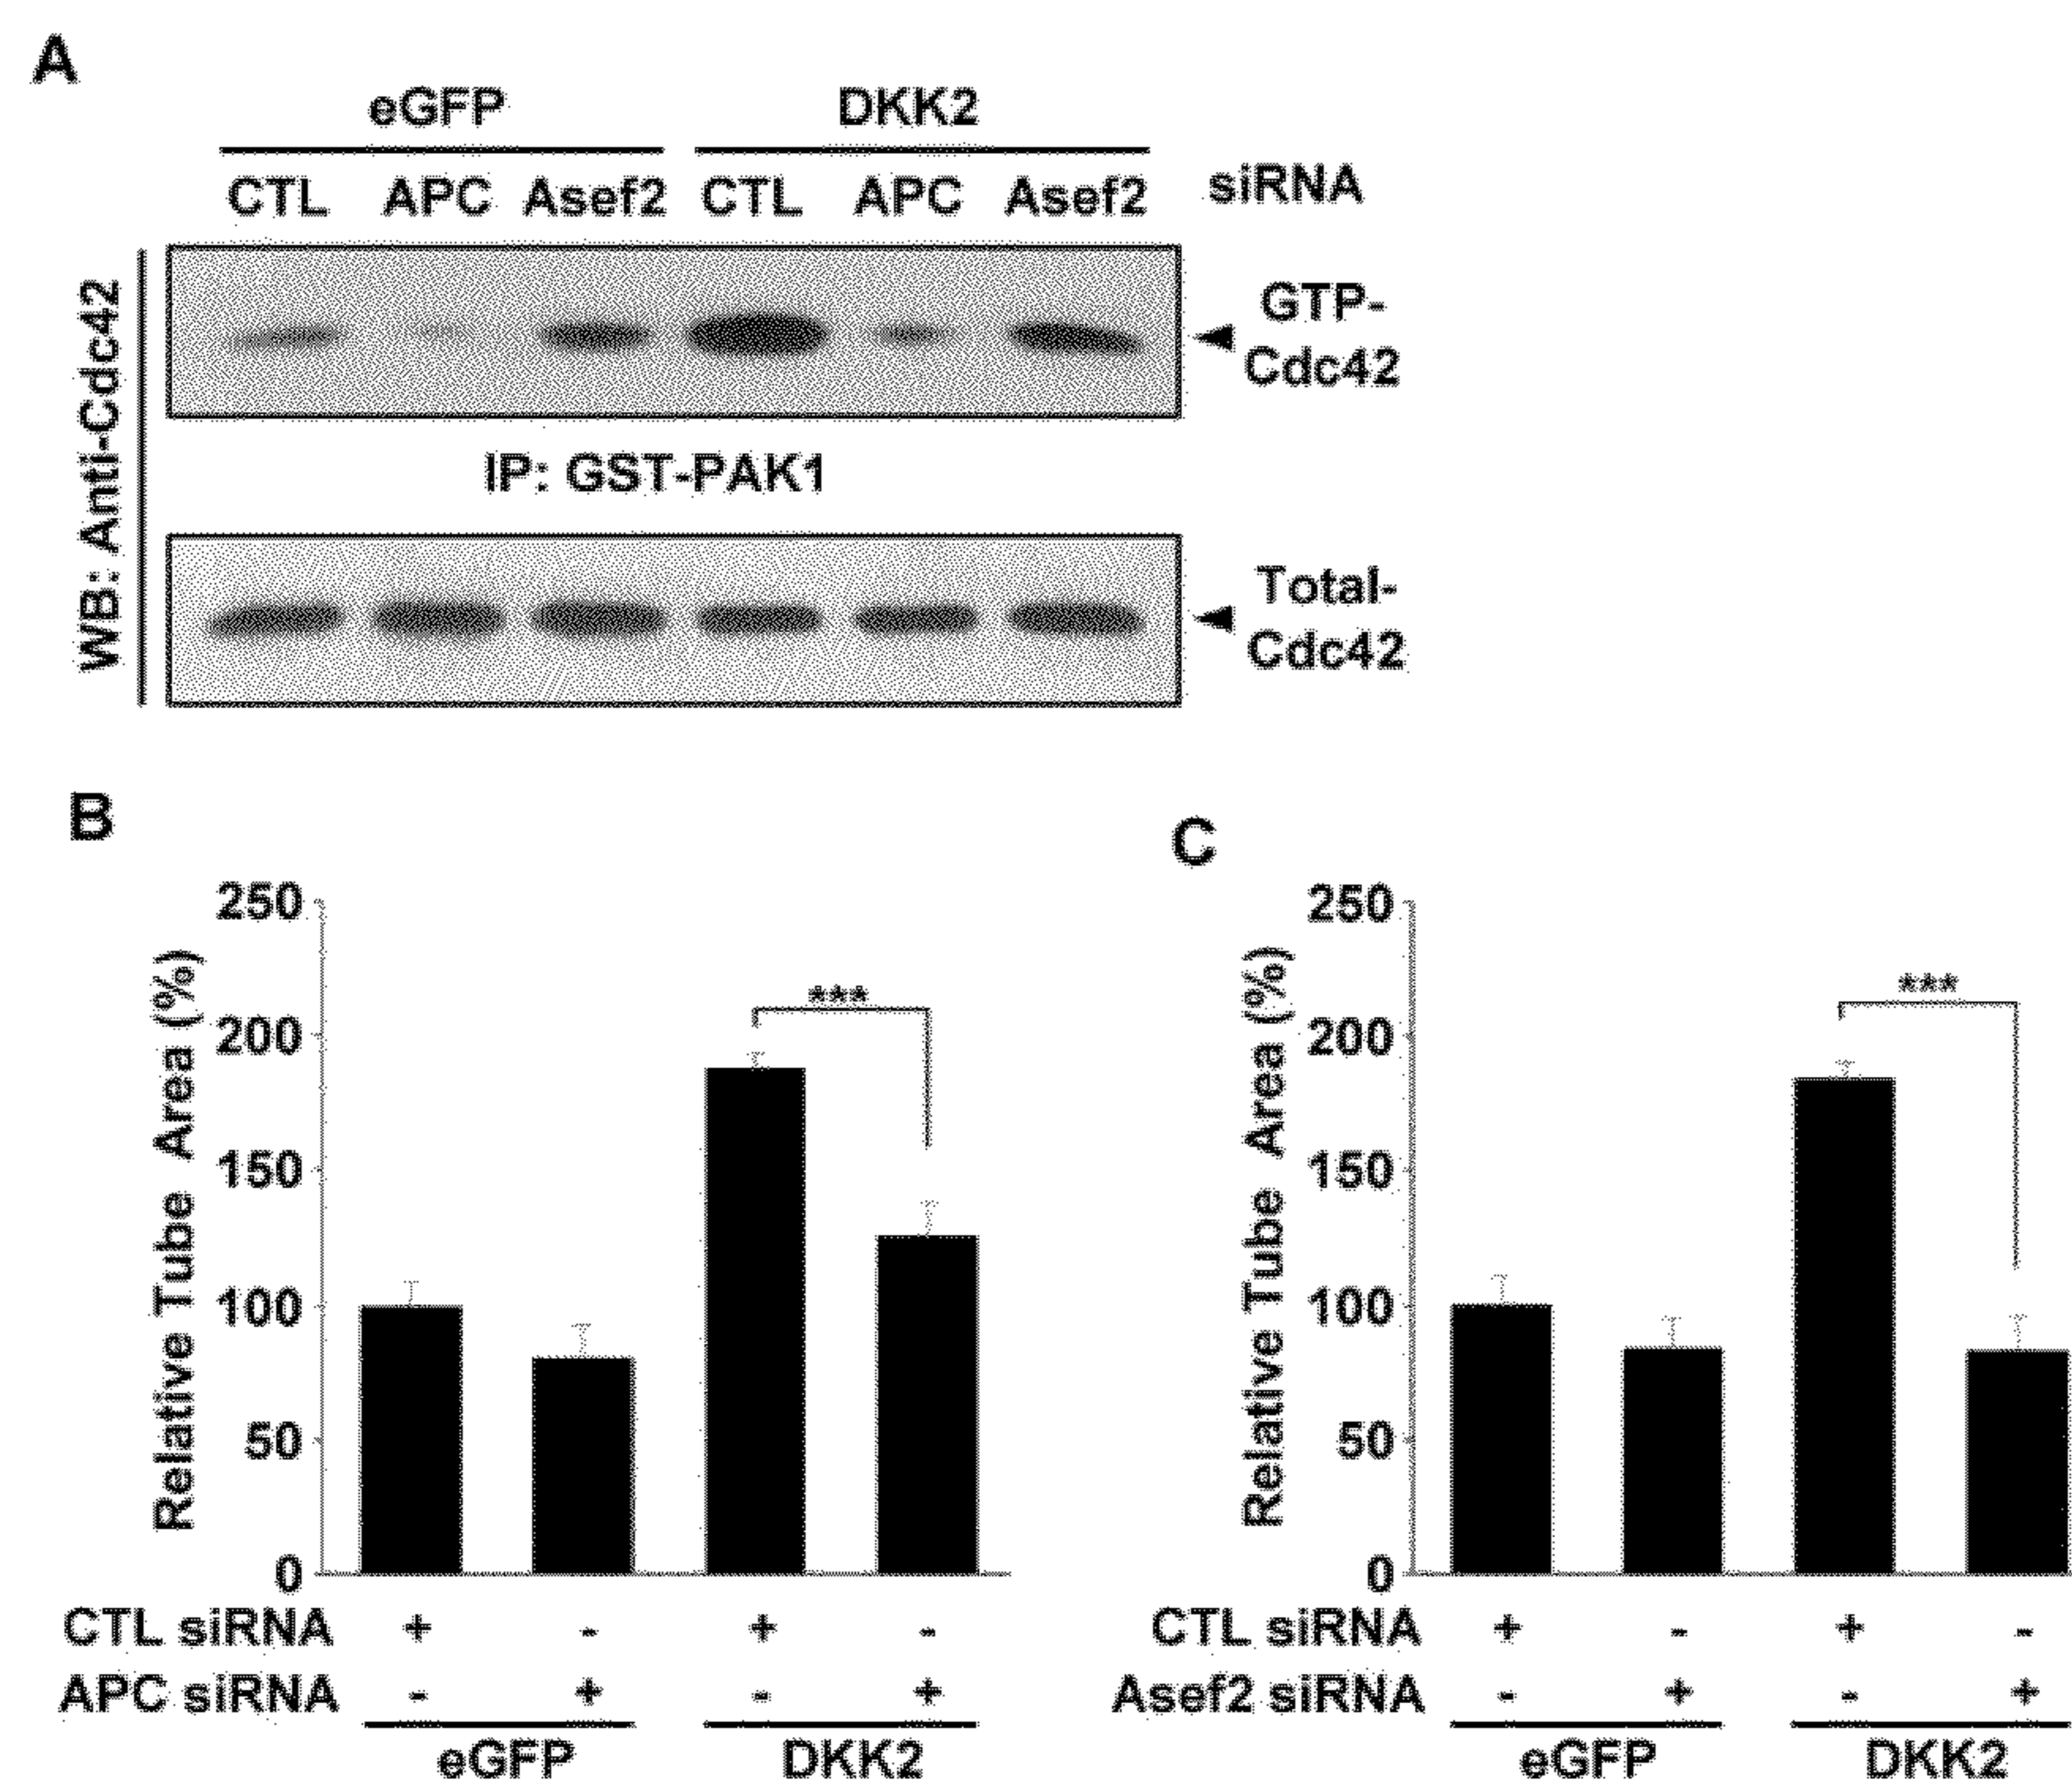 A
eGFP DKK2
CTL APC Asef2 CTL APC Asef2 siRNA
WB: Anti-Cdc42
GTP-
Cdc42
IP: GST-PAK1
Total-
Cdc42
B
Relative Tube Area (%)
250
200
150
100
50
0
***
CTL siRNA + - + -
APC siRNA - + - +
eGFP DKK2
C
Relative Tube Area (%)
250
200
150
100
50
0
***
CTL siRNA + - + -
Asef2 siRNA - + - +
eGFP DKK2